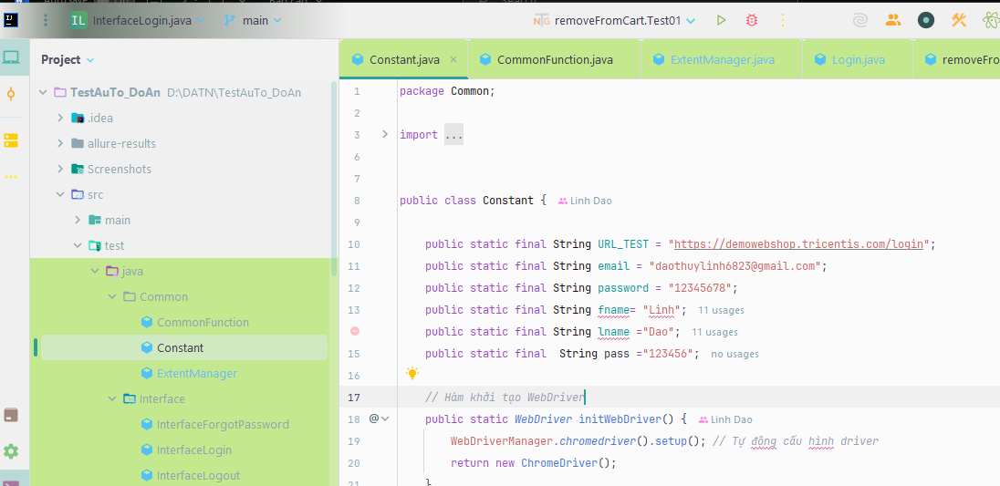 IJ
IL InterfaceLogin.java main removeFromCart.Test01
Project
Constant.java × CommonFunction.java ExtentManager.java Login.java removeFro
TestAuTo_DoAn D:\DATN\TestAuTo_DoAn
.idea
allure-results
Screenshots
src
main
test
java
Common
CommonFunction
Constant
ExtentManager
Interface
InterfaceForgotPassword
InterfaceLogin
InterfaceLogout
1 package Common;
2
3 import ...
6
7
8 public class Constant { Linh Dao
9
10 public static final String URL_TEST = "https://demowebshop.tricentis.com/login";
11 public static final String email = "daothuylinh6823@gmail.com";
12 public static final String password = "12345678";
13 public static final String fname= "Linh"; 11 usages
public static final String lname ="Dao"; 11 usages
15 public static final  String pass ="123456"; no usages
16
17 // Hàm khởi tạo WebDriver
18 @ public static WebDriver initWebDriver() { Linh Dao
19 WebDriverManager.chromedriver().setup(); // Tự động cấu hình driver
20 return new ChromeDriver();
21 }